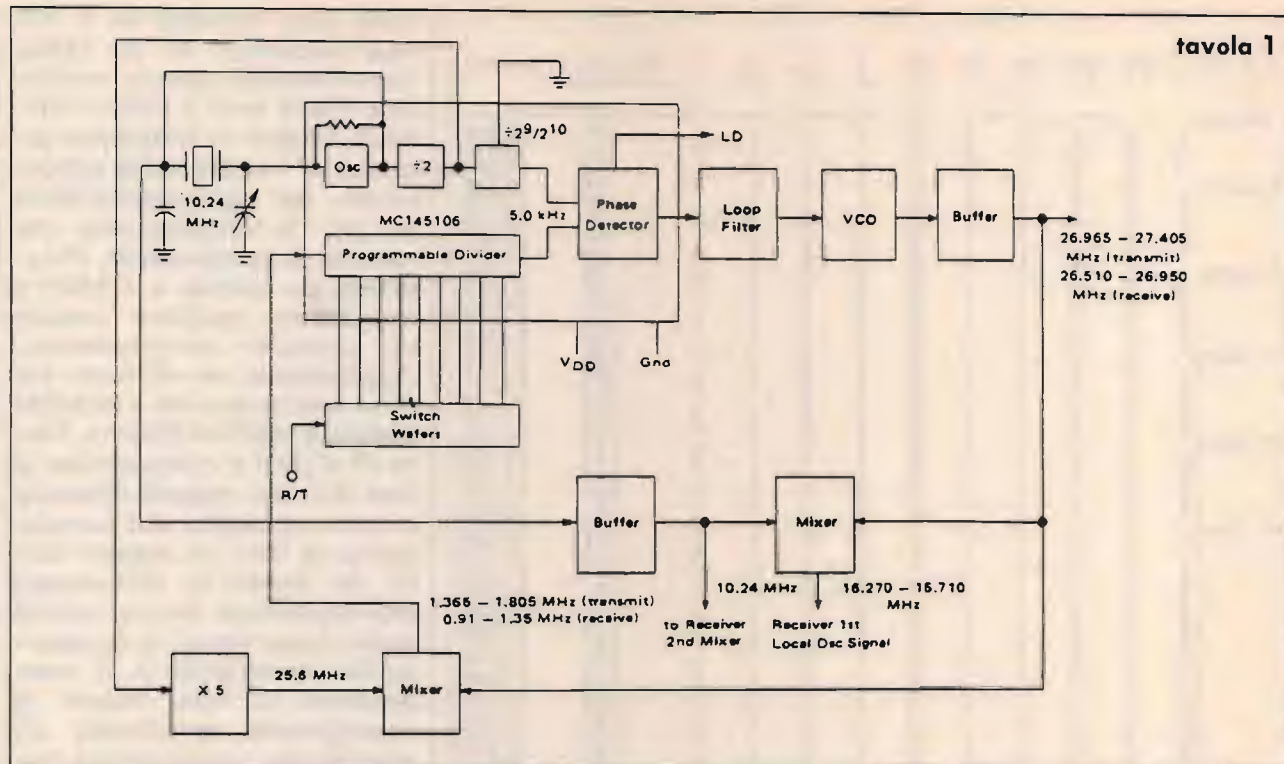 tavola 1
÷2⁹/2¹⁰
LD
Osc
÷2
10.24
MHz
MC145106
5.0 kHz
Phase
Detector
Loop
Filter
VCO
Buffer
Programmable Divider
26.965 – 27.405
MHz (transmit)
26.510 – 26.950
MHz (receive)
VDD
Gnd
Switch
Wafers
R/T̅
Buffer
Mixer
1.365 – 1.805 MHz (transmit)
0.91 – 1.35 MHz (receive)
10.24 MHz
16.270 – 16.710
MHz
to Receiver
2nd Mixer
Receiver 1st
Local Osc Signal
X 5
25.6 MHz
Mixer